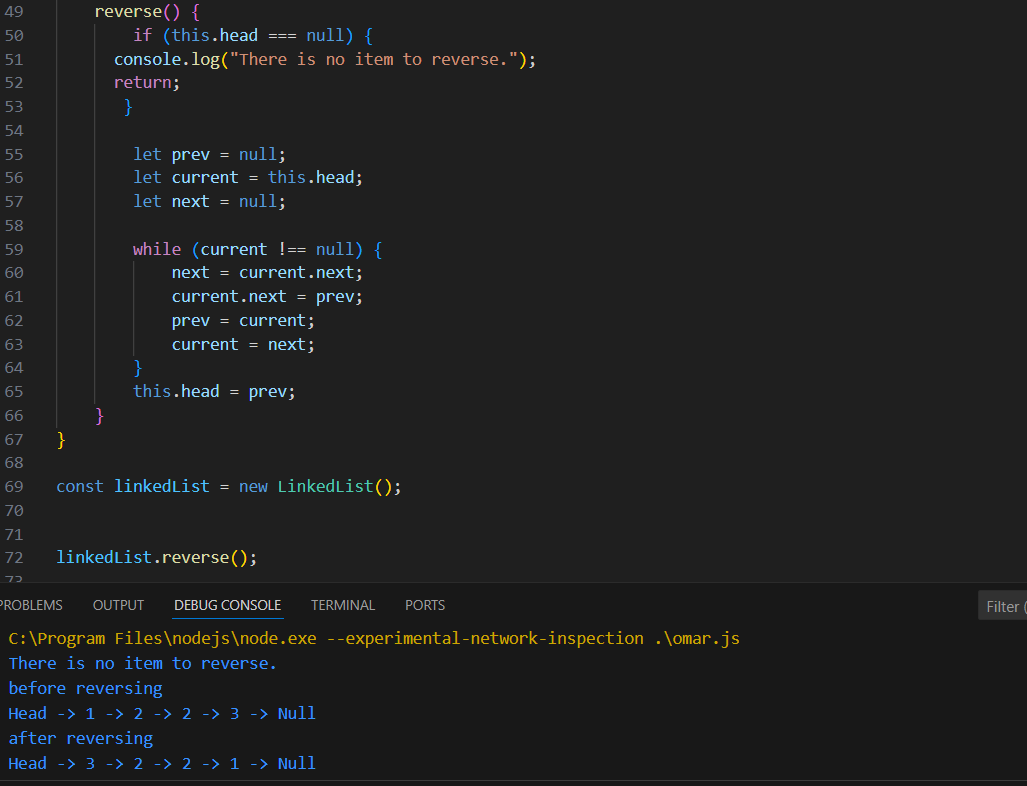 49 reverse() {
50 if (this.head === null) {
51 console.log("There is no item to reverse.");
52 return;
53 }
54
55 let prev = null;
56 let current = this.head;
57 let next = null;
58
59 while (current !== null) {
60 next = current.next;
61 current.next = prev;
62 prev = current;
63 current = next;
64 }
65 this.head = prev;
66 }
67 }
68
69 const linkedList = new LinkedList();
70
71
72 linkedList.reverse();
73
PROBLEMS OUTPUT DEBUG CONSOLE TERMINAL PORTS Filter (
C:\Program Files\nodejs\node.exe --experimental-network-inspection .\omar.js
There is no item to reverse.
before reversing
Head -> 1 -> 2 -> 2 -> 3 -> Null
after reversing
Head -> 3 -> 2 -> 2 -> 1 -> Null